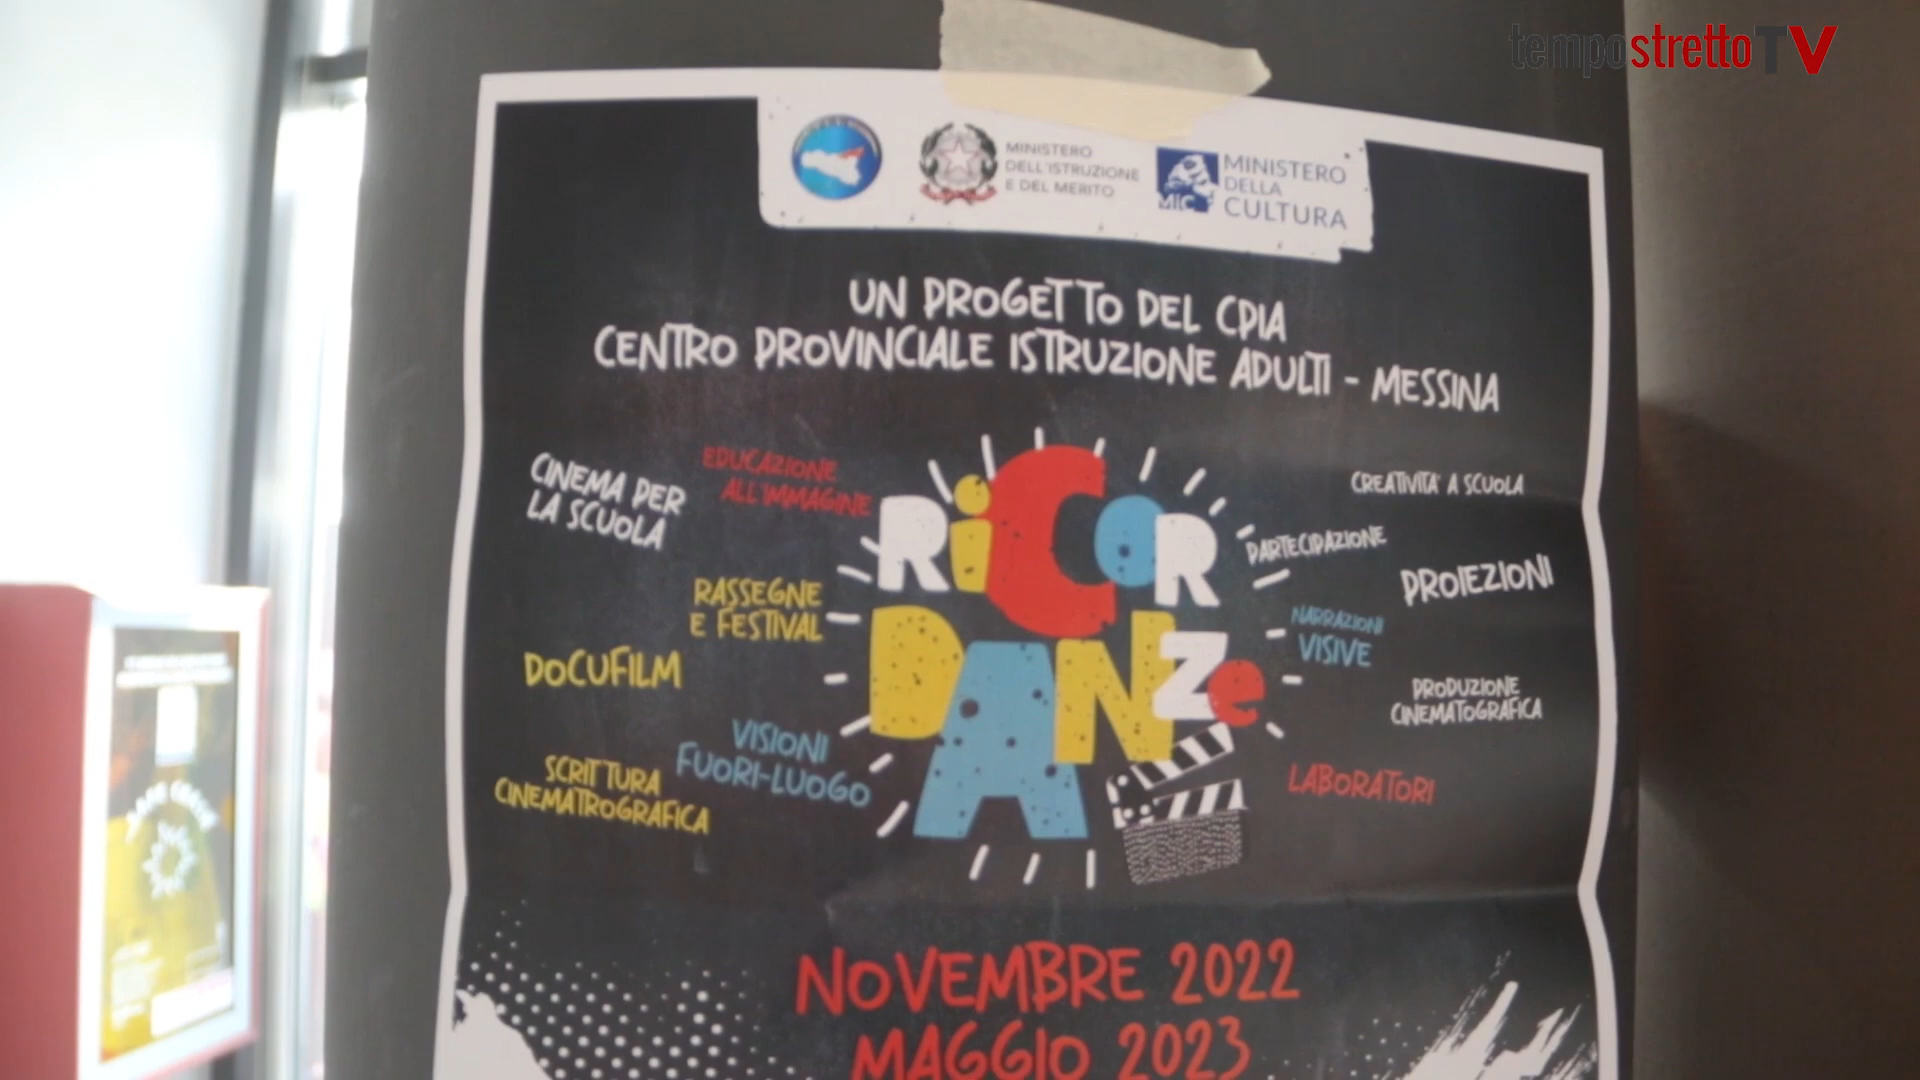 tempostrettoTV
MINISTERO
DELL'ISTRUZIONE
E DEL MERITO
MiC
MINISTERO
DELLA
CULTURA
UN PROGETTO DEL CPIA
CENTRO PROVINCIALE ISTRUZIONE ADULTI - MESSINA
CINEMA PER
LA SCUOLA
EDUCAZIONE
ALL'IMMAGINE
RASSEGNE
E FESTIVAL
DOCUFILM
VISIONI
FUORI-LUOGO
SCRITTURA
CINEMATROGRAFICA
RiCOR
DANZe
CREATIVITA' A SCUOLA
PARTECIPAZIONE
PROIEZIONI
NARRAZIONI
VISIVE
PRODUZIONE
CINEMATOGRAFICA
LABORATORI
NOVEMBRE 2022
MAGGIO 2023